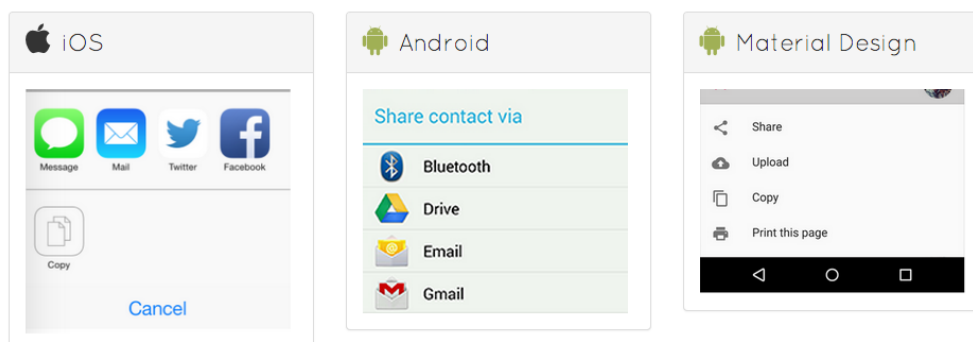 iOS
Message Mail Twitter Facebook
Copy
Cancel
Android
Share contact via
Bluetooth
Drive
Email
Gmail
Material Design
Share
Upload
Copy
Print this page